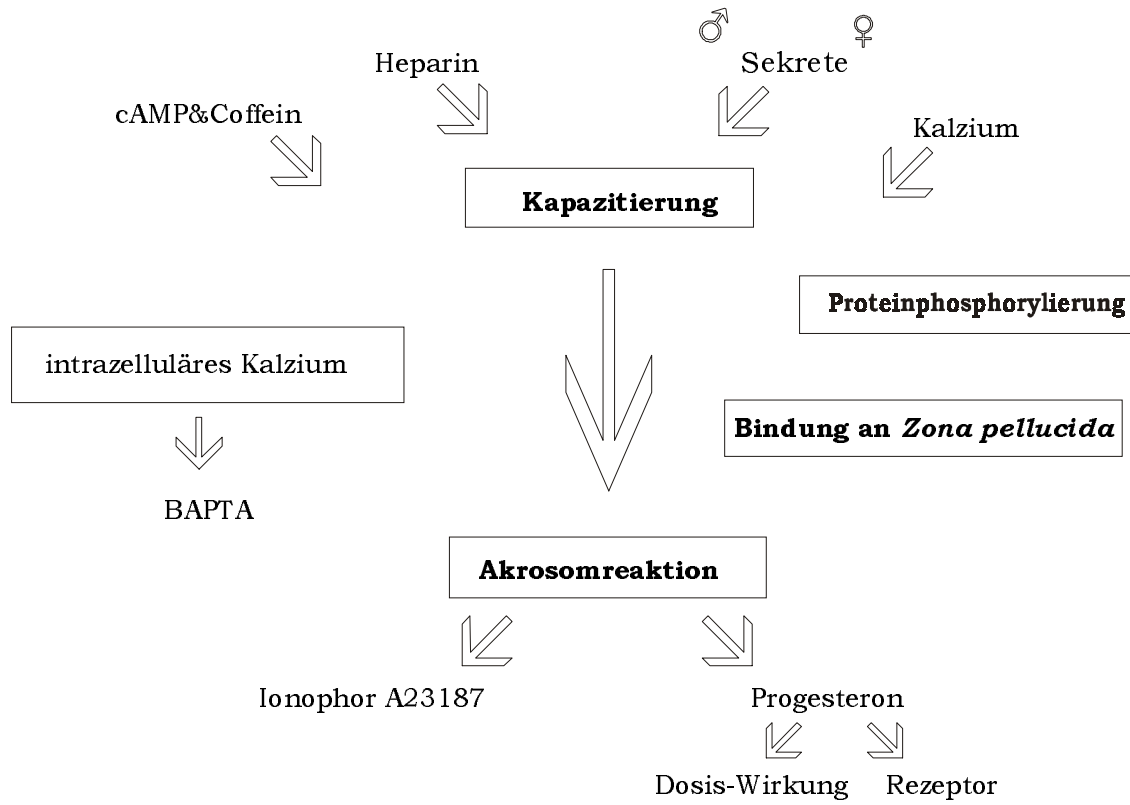 ♂ ♀
Heparin
Sekrete
cAMP&Coffein
Kalzium
Kapazitierung
Proteinphosphorylierung
intrazelluläres Kalzium
Bindung an Zona pellucida
BAPTA
Akrosomreaktion
Ionophor A23187
Progesteron
Dosis-Wirkung
Rezeptor